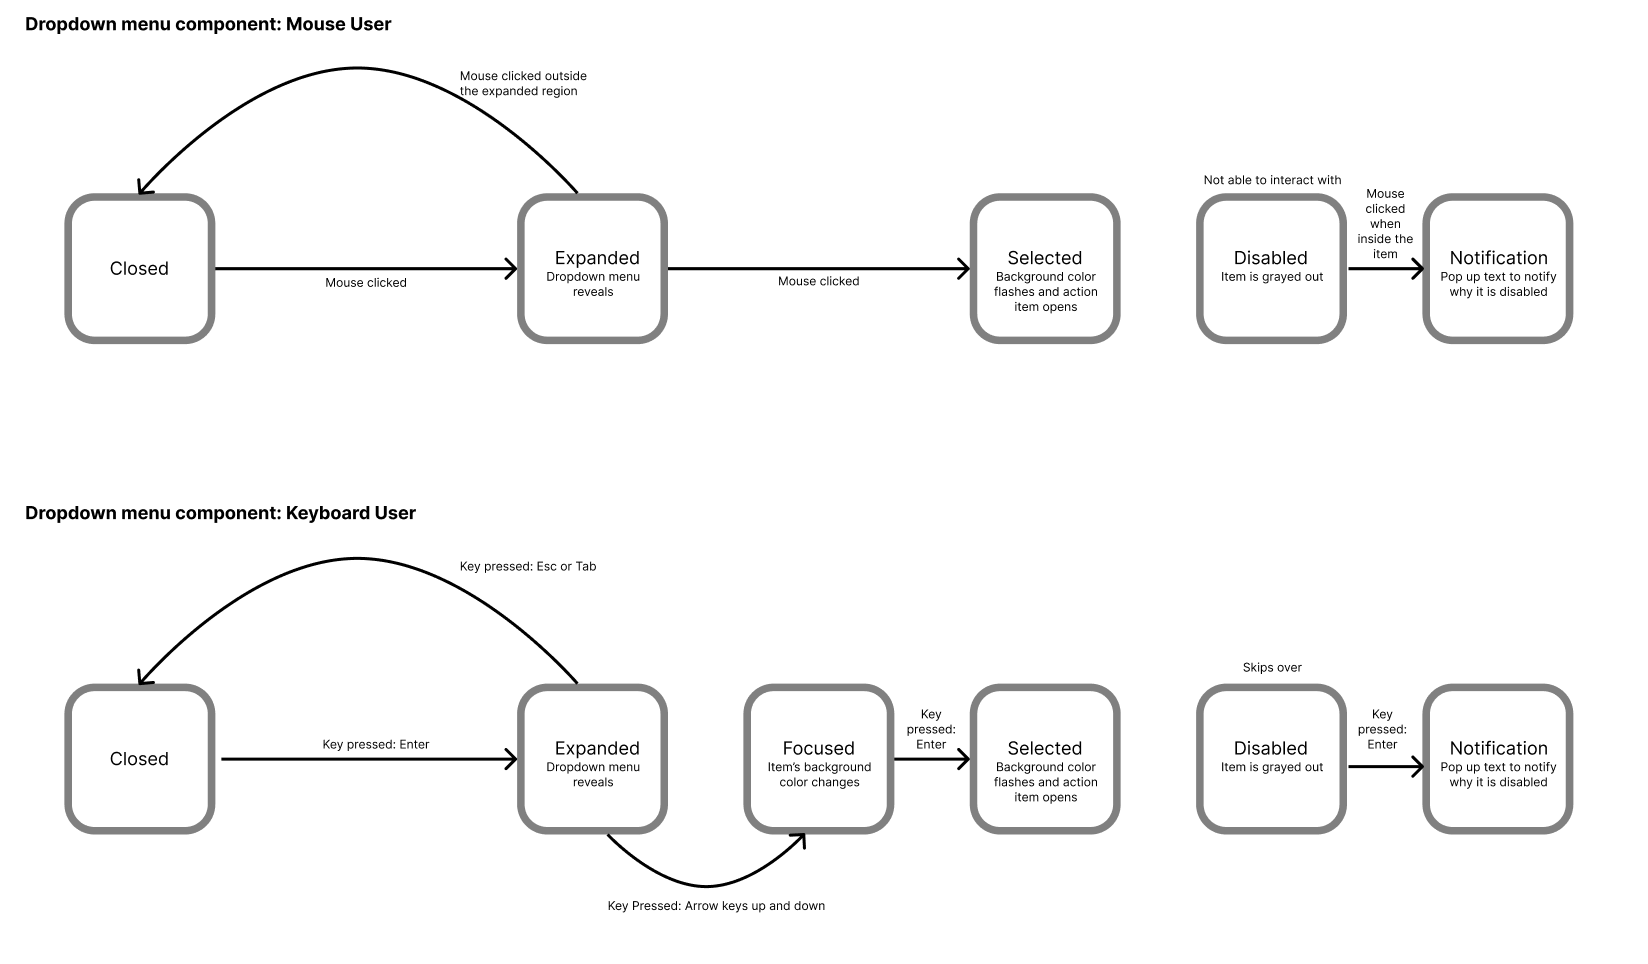 Dropdown menu component: Mouse User
Mouse clicked outside
the expanded region
Closed
Mouse clicked
Expanded
Dropdown menu
reveals
Mouse clicked
Selected
Background color
flashes and action
item opens
Not able to interact with
Disabled
Item is grayed out
Mouse
clicked
when
inside the
item
Notification
Pop up text to notify
why it is disabled
Dropdown menu component: Keyboard User
Key pressed: Esc or Tab
Closed
Key pressed: Enter
Expanded
Dropdown menu
reveals
Key Pressed: Arrow keys up and down
Focused
Item's background
color changes
Key
pressed:
Enter
Selected
Background color
flashes and action
item opens
Skips over
Disabled
Item is grayed out
Key
pressed:
Enter
Notification
Pop up text to notify
why it is disabled